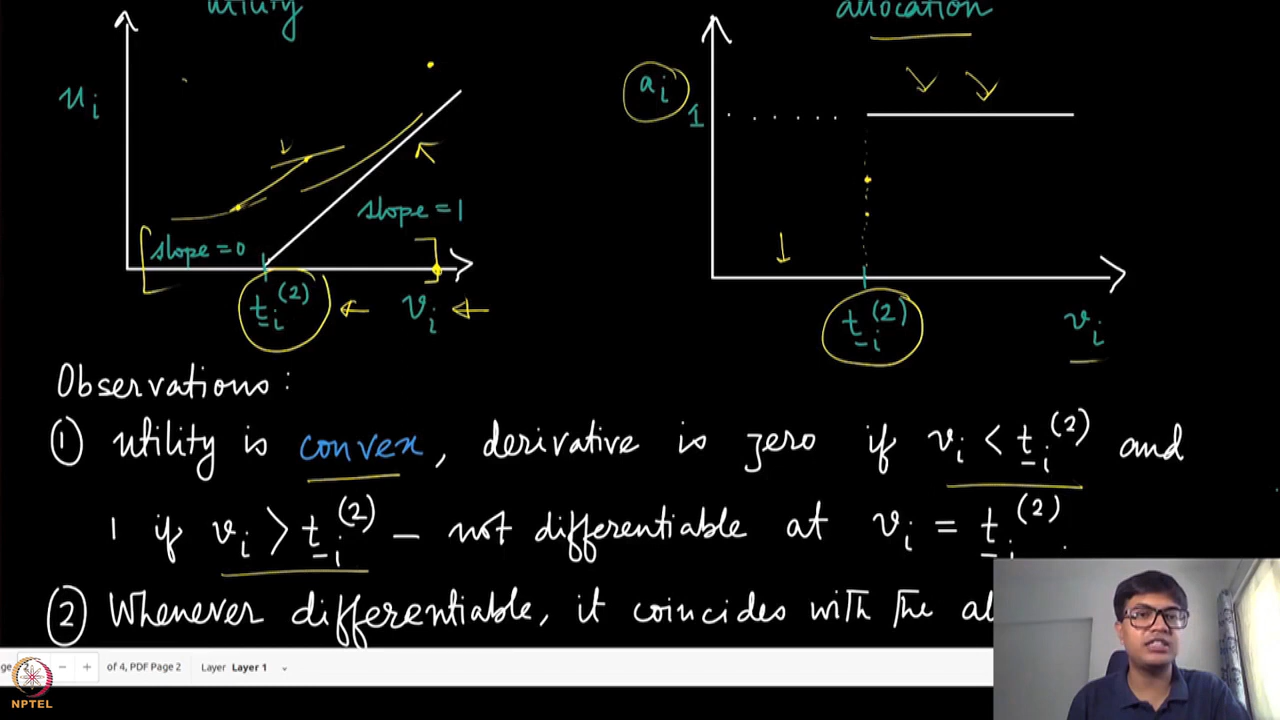 utility
allocation
u_i
a_i
1
slope = 1
slope = 0
t_{-i}^{(2)}
v_i
t_{-i}^{(2)}
v_i
Observations :
① utility is convex, derivative is zero if v_i < t_{-i}^{(2)} and
1 if v_i > t_{-i}^{(2)} – not differentiable at v_i = t_{-i}^{(2)}.
② Whenever differentiable, it coincides with the al
of 4, PDF Page 2
Layer Layer 1
NPTEL